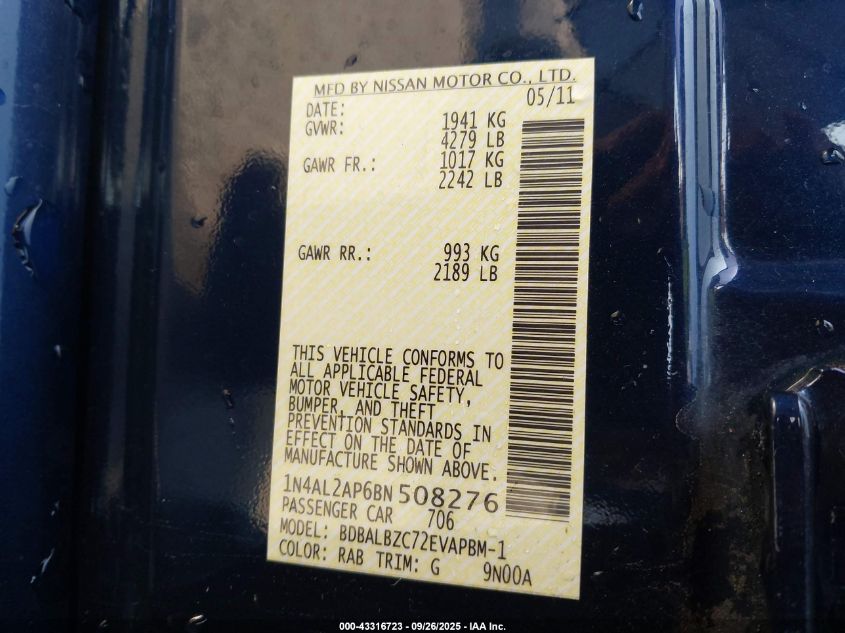 MFD BY NISSAN MOTOR CO., LTD.
DATE: 05/11
GVWR: 1941 KG
4279 LB
GAWR FR.: 1017 KG
2242 LB
GAWR RR.: 993 KG
2189 LB
THIS VEHICLE CONFORMS TO
ALL APPLICABLE FEDERAL
MOTOR VEHICLE SAFETY,
BUMPER, AND THEFT
PREVENTION STANDARDS IN
EFFECT ON THE DATE OF
MANUFACTURE SHOWN ABOVE.
1N4AL2AP6BN508276
PASSENGER CAR 706
MODEL: BDBALBZC72EVAPBM-1
COLOR: RAB TRIM: G 9N00A
000-43316723 - 09/26/2025 - IAA Inc.